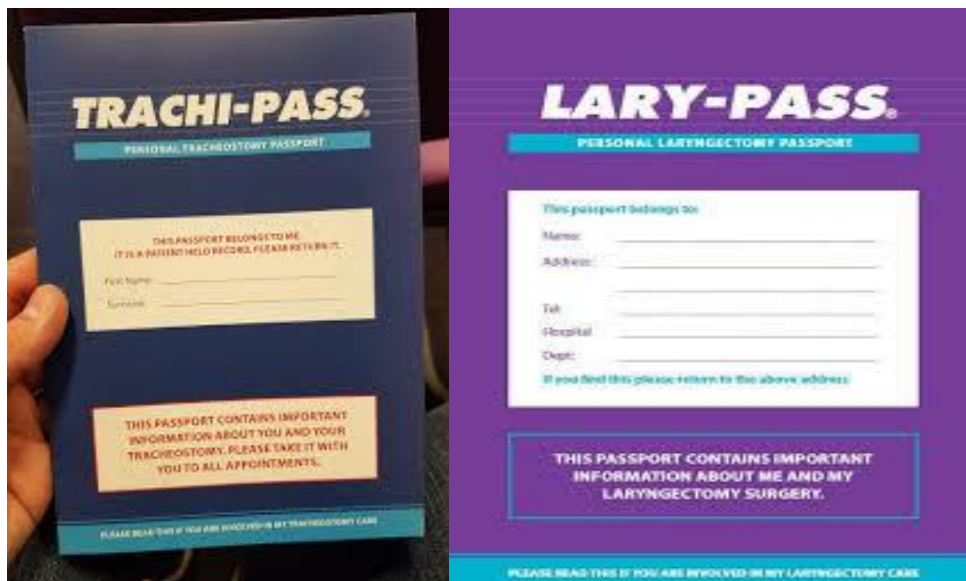 TRACHI-PASS®
PERSONAL TRACHEOSTOMY PASSPORT
THIS PASSPORT BELONGS TO ME
IT IS A PATIENT HELD RECORD, PLEASE RETURN IT.
First Name:
Surname:
THIS PASSPORT CONTAINS IMPORTANT
INFORMATION ABOUT YOU AND YOUR
TRACHEOSTOMY. PLEASE TAKE IT WITH
YOU TO ALL APPOINTMENTS.
PLEASE READ THIS IF YOU ARE INVOLVED IN MY TRACHEOSTOMY CARE
LARY-PASS®
PERSONAL LARYNGECTOMY PASSPORT
This passport belongs to:
Name:
Address:
Tel:
Hospital
Dept:
If you find this please return to the above address
THIS PASSPORT CONTAINS IMPORTANT
INFORMATION ABOUT ME AND MY
LARYNGECTOMY SURGERY.
PLEASE READ THIS IF YOU ARE INVOLVED IN MY LARYNGECTOMY CARE